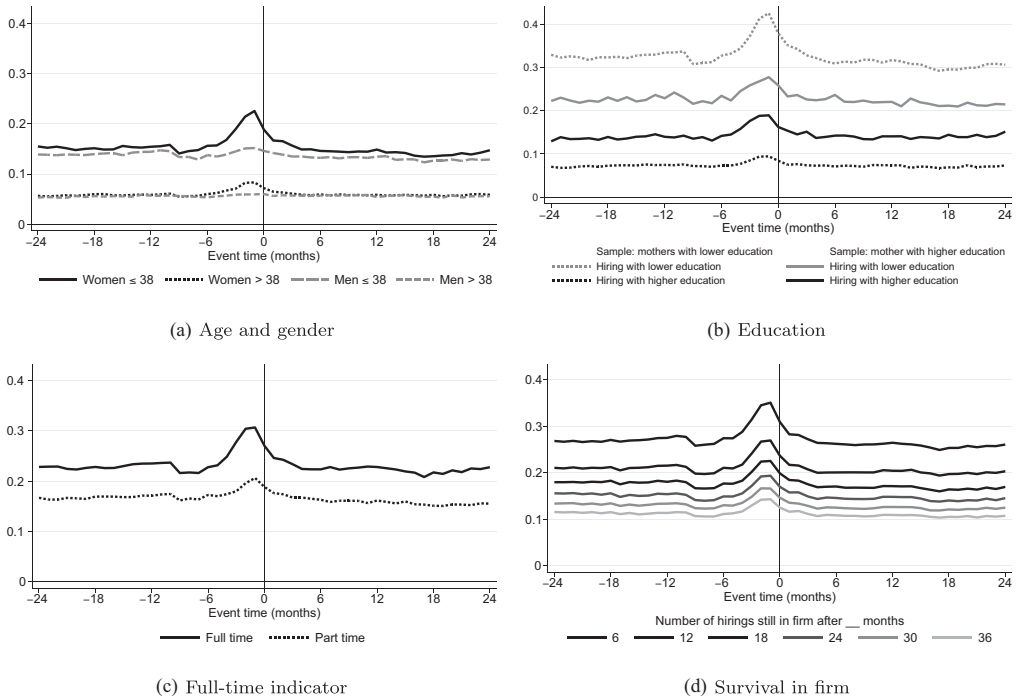 0.4
0.3
0.2
0.1
0
−24 −18 −12 −6 0 6 12 18 24
Event time (months)
Women ≤ 38 Women > 38 Men ≤ 38 Men > 38
(a) Age and gender
0.4
0.3
0.2
0.1
0
−24 −18 −12 −6 0 6 12 18 24
Event time (months)
Sample: mothers with lower education Sample: mother with higher education
Hiring with lower education Hiring with lower education
Hiring with higher education Hiring with higher education
(b) Education
0.4
0.3
0.2
0.1
0
−24 −18 −12 −6 0 6 12 18 24
Event time (months)
Full time Part time
(c) Full-time indicator
0.4
0.3
0.2
0.1
0
−24 −18 −12 −6 0 6 12 18 24
Event time (months)
Number of hirings still in firm after __ months
6 12 18 24 30 36
(d) Survival in firm